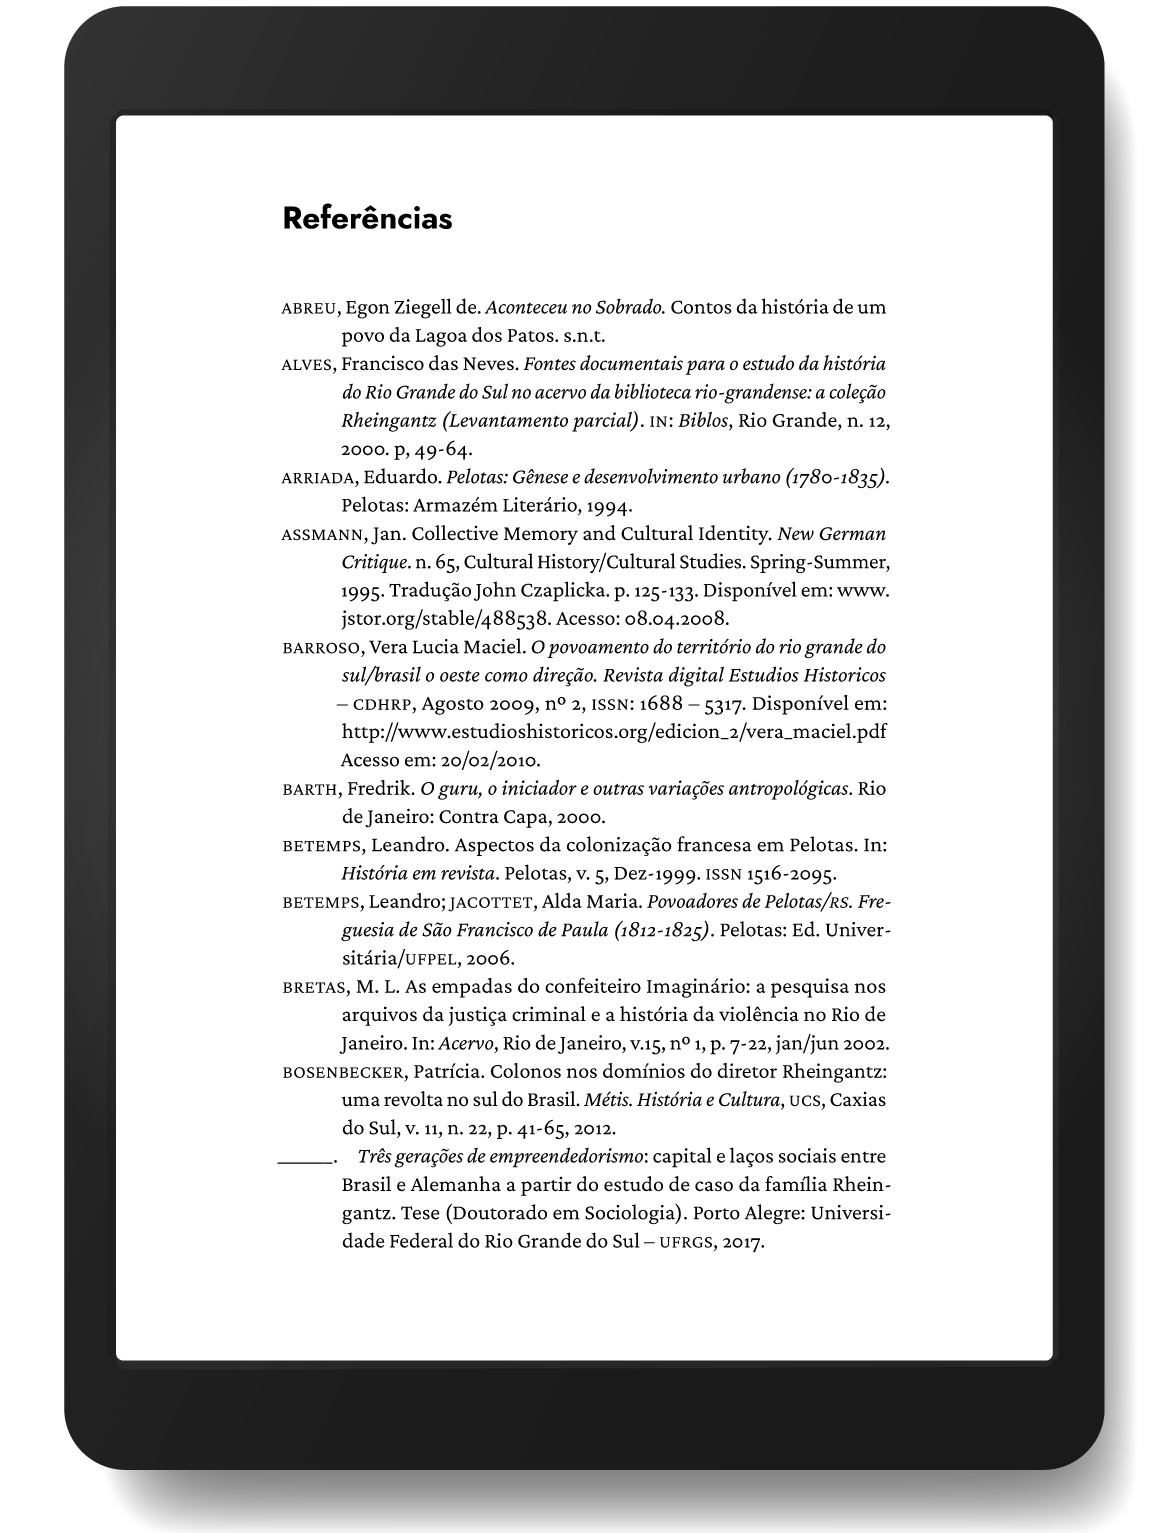 Referências
ABREU, Egon Ziegell de. Aconteceu no Sobrado. Contos da história de um
povo da Lagoa dos Patos. s.n.t.
ALVES, Francisco das Neves. Fontes documentais para o estudo da história
do Rio Grande do Sul no acervo da biblioteca rio-grandense: a coleção
Rheingantz (Levantamento parcial). IN: Biblos, Rio Grande, n. 12,
2000. p, 49-64.
ARRIADA, Eduardo. Pelotas: Gênese e desenvolvimento urbano (1780-1835).
Pelotas: Armazém Literário, 1994.
ASSMANN, Jan. Collective Memory and Cultural Identity. New German
Critique. n. 65, Cultural History/Cultural Studies. Spring-Summer,
1995. Tradução John Czaplicka. p. 125-133. Disponível em: www.
jstor.org/stable/488538. Acesso: 08.04.2008.
BARROSO, Vera Lucia Maciel. O povoamento do território do rio grande do
sul/brasil o oeste como direção. Revista digital Estudios Historicos
– CDHRP, Agosto 2009, nº 2, ISSN: 1688 – 5317. Disponível em:
http://www.estudioshistoricos.org/edicion_2/vera_maciel.pdf
Acesso em: 20/02/2010.
BARTH, Fredrik. O guru, o iniciador e outras variações antropológicas. Rio
de Janeiro: Contra Capa, 2000.
BETEMPS, Leandro. Aspectos da colonização francesa em Pelotas. In:
História em revista. Pelotas, v. 5, Dez-1999. ISSN 1516-2095.
BETEMPS, Leandro; JACOTTET, Alda Maria. Povoadores de Pelotas/RS. Fre-
guesia de São Francisco de Paula (1812-1825). Pelotas: Ed. Univer-
sitária/UFPEL, 2006.
BRETAS, M. L. As empadas do confeiteiro Imaginário: a pesquisa nos
arquivos da justiça criminal e a história da violência no Rio de
Janeiro. In: Acervo, Rio de Janeiro, v.15, nº 1, p. 7-22, jan/jun 2002.
BOSENBECKER, Patrícia. Colonos nos domínios do diretor Rheingantz:
uma revolta no sul do Brasil. Métis. História e Cultura, UCS, Caxias
do Sul, v. 11, n. 22, p. 41-65, 2012.
______. Três gerações de empreendedorismo: capital e laços sociais entre
Brasil e Alemanha a partir do estudo de caso da família Rhein-
gantz. Tese (Doutorado em Sociologia). Porto Alegre: Universi-
dade Federal do Rio Grande do Sul – UFRGS, 2017.